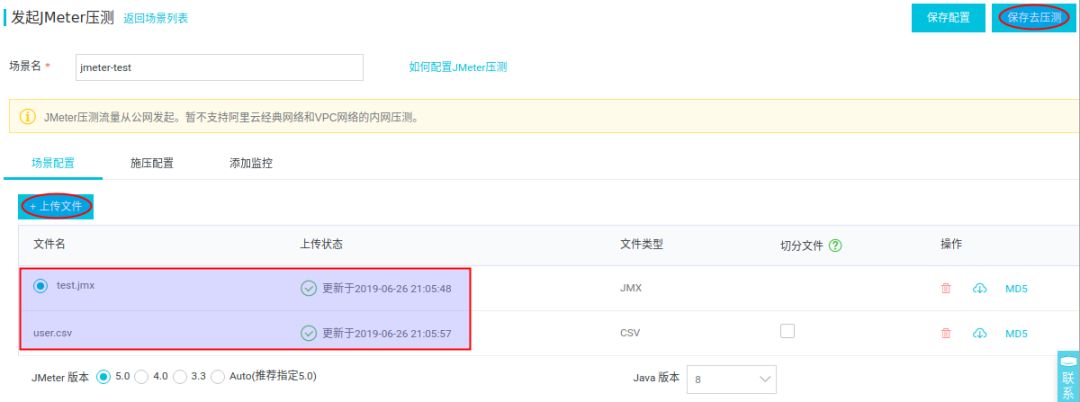 发起JMeter压测 返回场景列表 保存配置 保存去压测
场景名 * jmeter-test 如何配置JMeter压测
JMeter压测流量从公网发起。暂不支持阿里云经典网络和VPC网络的内网压测。
场景配置 施压配置 添加监控
+ 上传文件
文件名 上传状态 文件类型 切分文件 ? 操作
test.jmx 更新于2019-06-26 21:05:48 JMX MD5
user.csv 更新于2019-06-26 21:05:57 CSV MD5
JMeter 版本 5.0 4.0 3.3 Auto(推荐指定5.0) Java 版本 8
联系